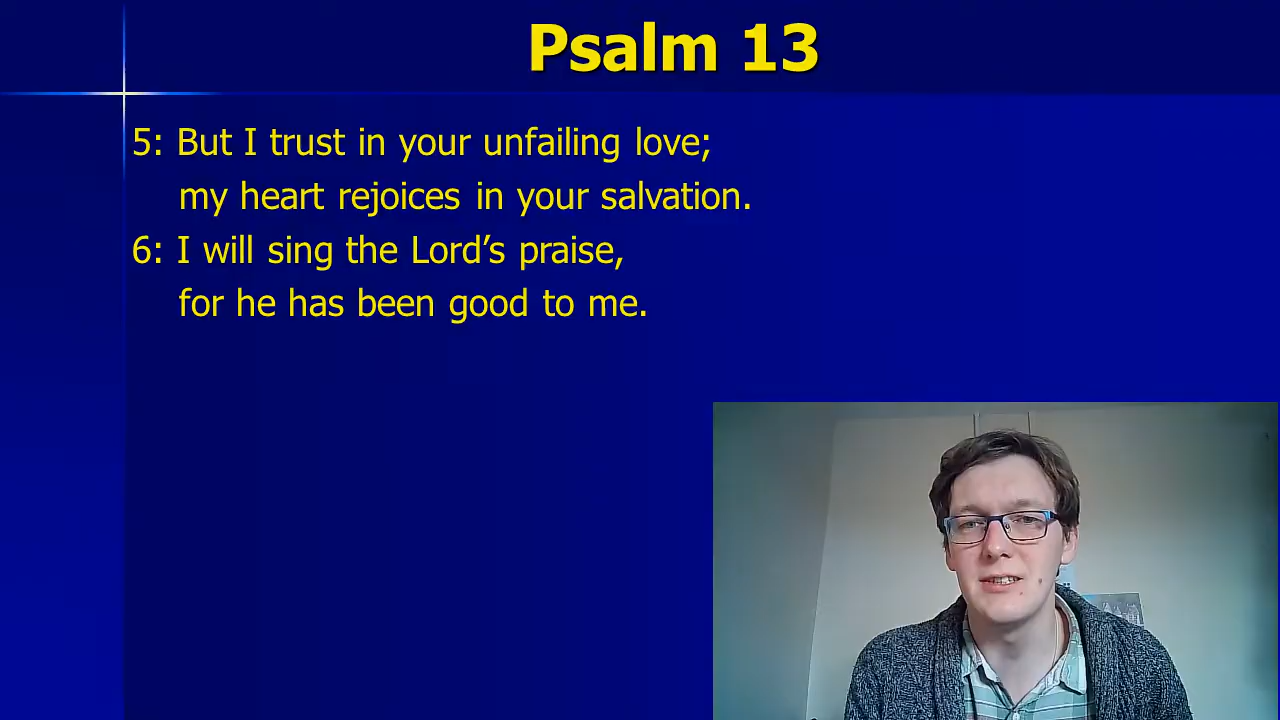 Psalm 13
5: But I trust in your unfailing love;
my heart rejoices in your salvation.
6: I will sing the Lord’s praise,
for he has been good to me.